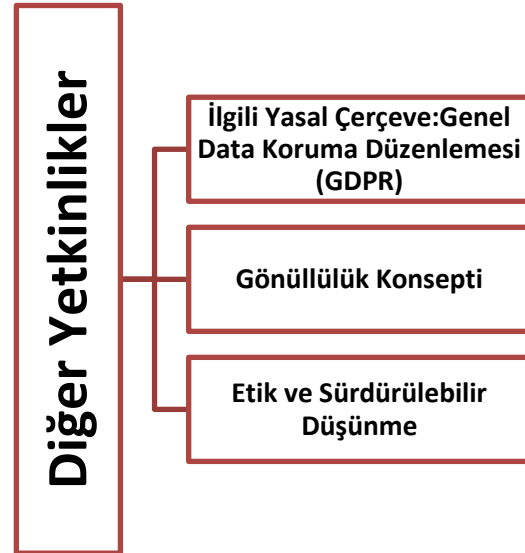 Diğer Yetkinlikler
İlgili Yasal Çerçeve:Genel
Data Koruma Düzenlemesi
(GDPR)
Gönüllülük Konsepti
Etik ve Sürdürülebilir
Düşünme